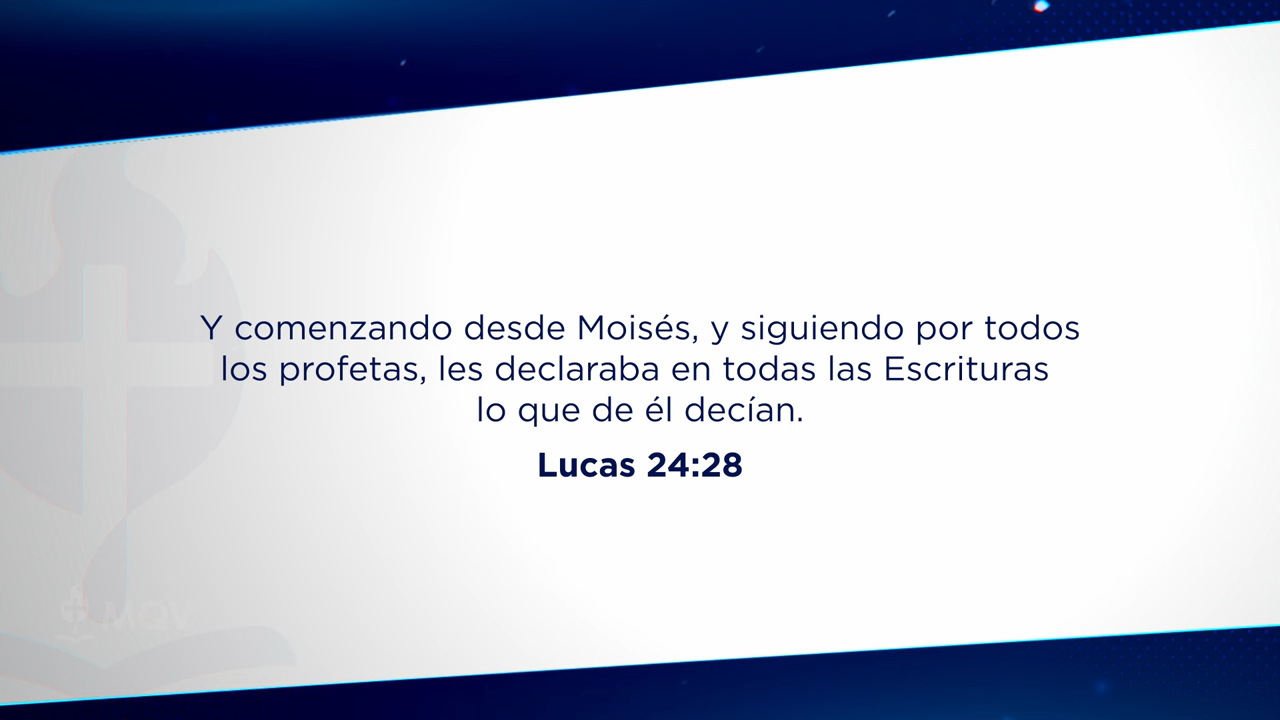 Y comenzando desde Moisés, y siguiendo por todos
los profetas, les declaraba en todas las Escrituras
lo que de él decían.
Lucas 24:28